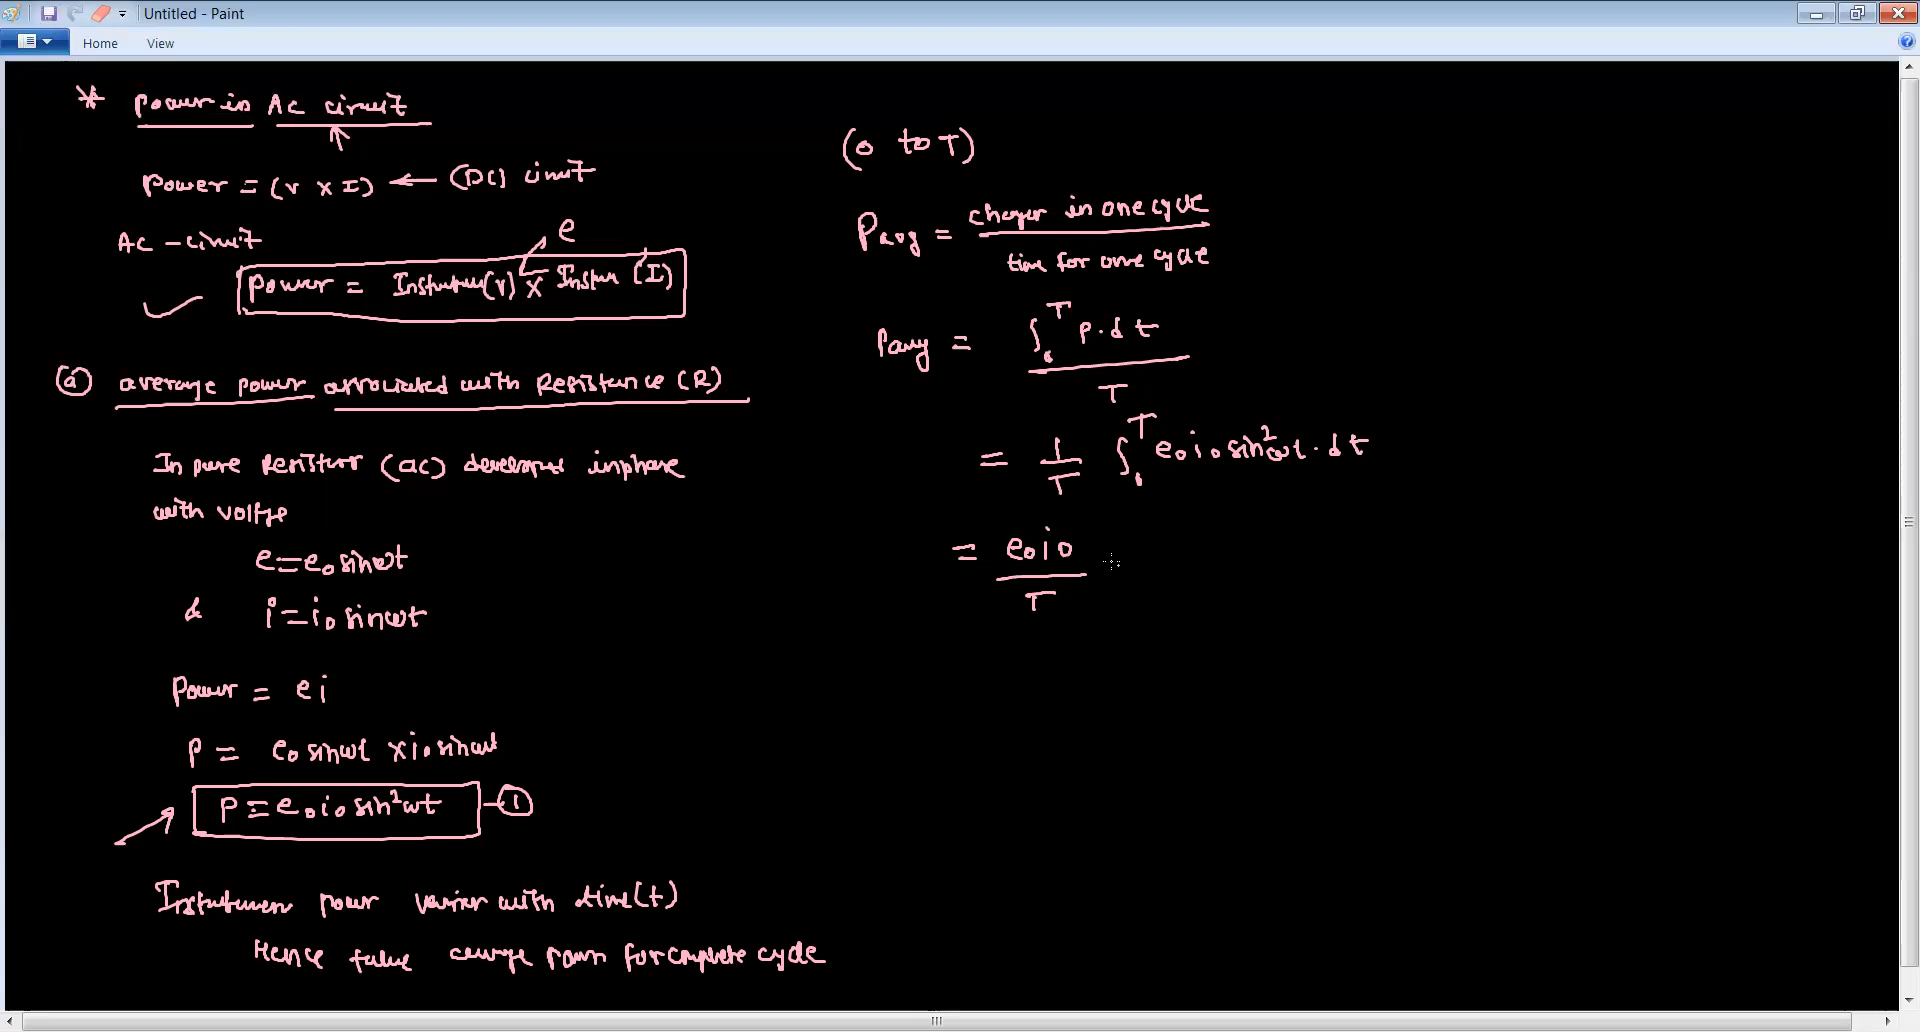 Untitled - Paint
Home View
* power in AC circuit
power = (v x I) ← (DC) circuit
AC - circuit
e
power = Instantaneous(v) x Instan (I)
(a) average power associated with Resistance (R)
In pure Resistor (ac) developed inphase
with voltage
e = e₀ sinωt
& i = i₀ sinωt
Power = ei
P = e₀ sinωt x i₀ sinωt
P = e₀i₀ sin²ωt - (1)
Instantaneous power varies with time(t)
Hence average power for complete cycle
(0 to T)
Pavg = in one cycle / time for one cycle
Pavg = ∫₀ᵀ P.dt / T
= 1/T ∫₀ᵀ e₀i₀ sin²ωt . dt
= e₀i₀ / T